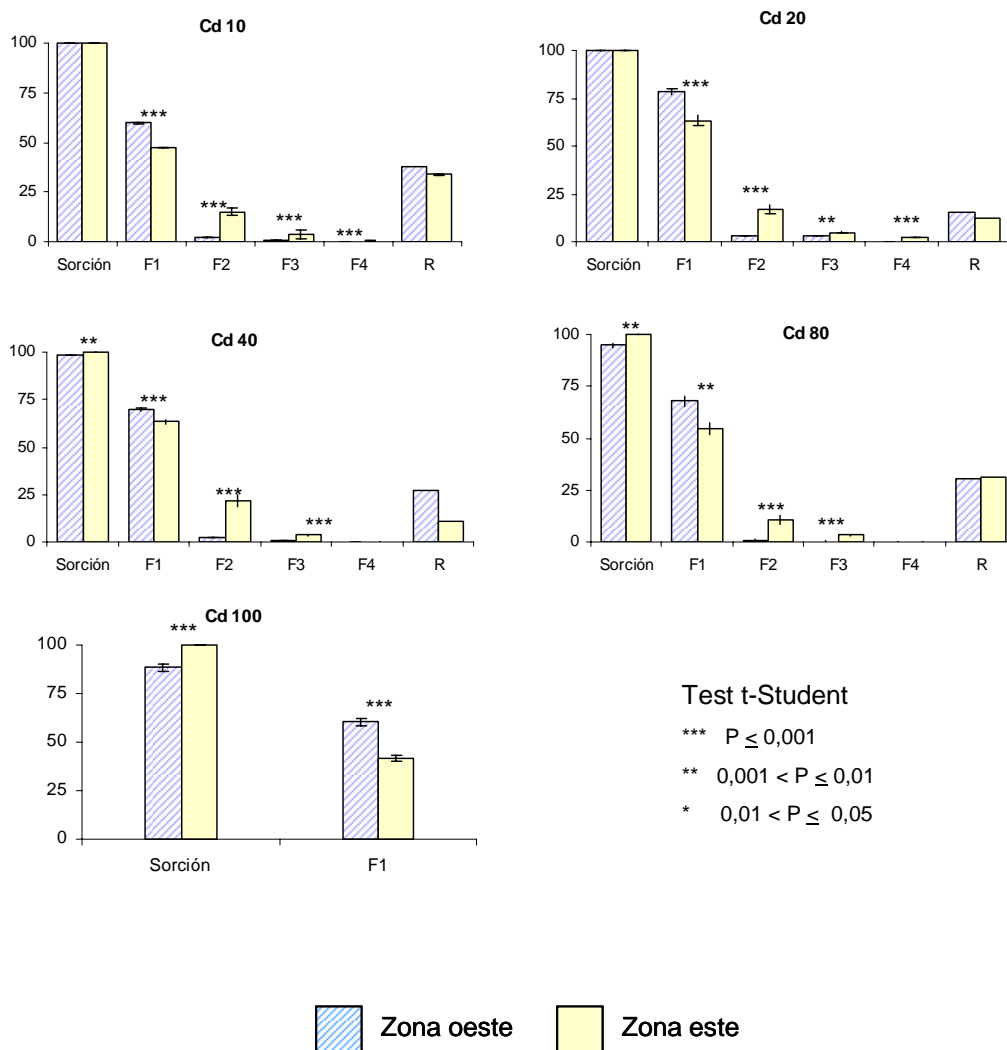 Cd 10
100
75
50
25
0
***
***
***
***
Sorción F1 F2 F3 F4 R
Cd 20
100
75
50
25
0
***
***
**
***
Sorción F1 F2 F3 F4 R
Cd 40
100
75
50
25
0
**
***
***
***
Sorción F1 F2 F3 F4 R
Cd 80
100
75
50
25
0
**
**
***
***
Sorción F1 F2 F3 F4 R
Cd 100
100
75
50
25
0
***
***
Sorción F1
Test t-Student
*** P ≤ 0,001
** 0,001 < P ≤ 0,01
* 0,01 < P ≤ 0,05
Zona oeste Zona este